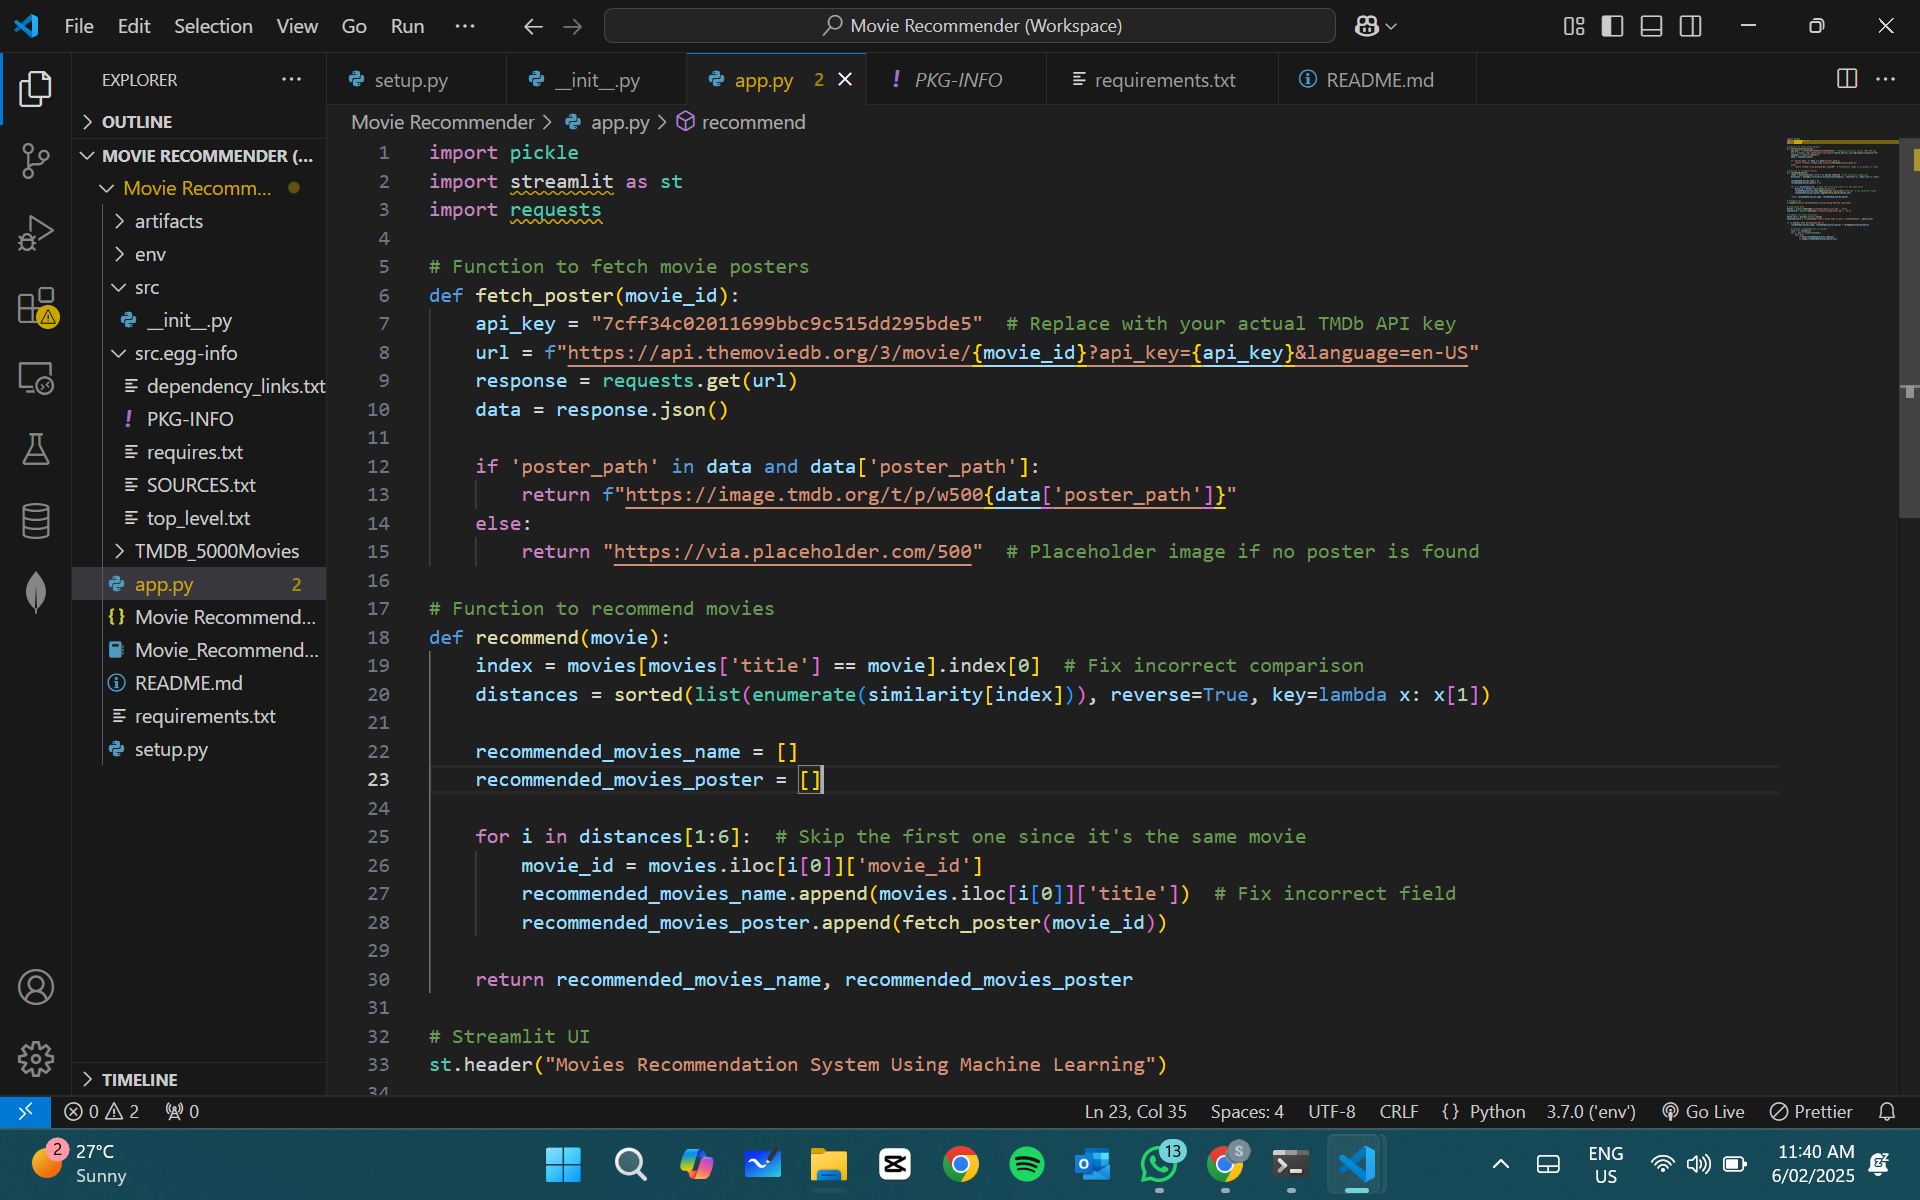 File Edit Selection View Go Run ··· Movie Recommender (Workspace)
EXPLORER ···
setup.py __init__.py app.py 2 ! PKG-INFO requirements.txt README.md
OUTLINE
MOVIE RECOMMENDER (...
Movie Recomm...
artifacts
env
src
__init__.py
src.egg-info
dependency_links.txt
! PKG-INFO
requires.txt
SOURCES.txt
top_level.txt
TMDB_5000Movies
app.py 2
{} Movie Recommend...
Movie_Recommend...
README.md
requirements.txt
setup.py
TIMELINE
Movie Recommender > app.py > recommend
1 import pickle
2 import streamlit as st
3 import requests
4
5 # Function to fetch movie posters
6 def fetch_poster(movie_id):
7 api_key = "7cff34c02011699bbc9c515dd295bde5" # Replace with your actual TMDb API key
8 url = f"https://api.themoviedb.org/3/movie/{movie_id}?api_key={api_key}&language=en-US"
9 response = requests.get(url)
10 data = response.json()
11
12 if 'poster_path' in data and data['poster_path']:
13 return f"https://image.tmdb.org/t/p/w500{data['poster_path']}"
14 else:
15 return "https://via.placeholder.com/500" # Placeholder image if no poster is found
16
17 # Function to recommend movies
18 def recommend(movie):
19 index = movies[movies['title'] == movie].index[0] # Fix incorrect comparison
20 distances = sorted(list(enumerate(similarity[index])), reverse=True, key=lambda x: x[1])
21
22 recommended_movies_name = []
23 recommended_movies_poster = []
24
25 for i in distances[1:6]: # Skip the first one since it's the same movie
26 movie_id = movies.iloc[i[0]]['movie_id']
27 recommended_movies_name.append(movies.iloc[i[0]]['title']) # Fix incorrect field
28 recommended_movies_poster.append(fetch_poster(movie_id))
29
30 return recommended_movies_name, recommended_movies_poster
31
32 # Streamlit UI
33 st.header("Movies Recommendation System Using Machine Learning")
34
0 2 0 Ln 23, Col 35 Spaces: 4 UTF-8 CRLF {} Python 3.7.0 ('env') Go Live Prettier
2 27°C
Sunny
13
S
ENG
US
11:40 AM
6/02/2025